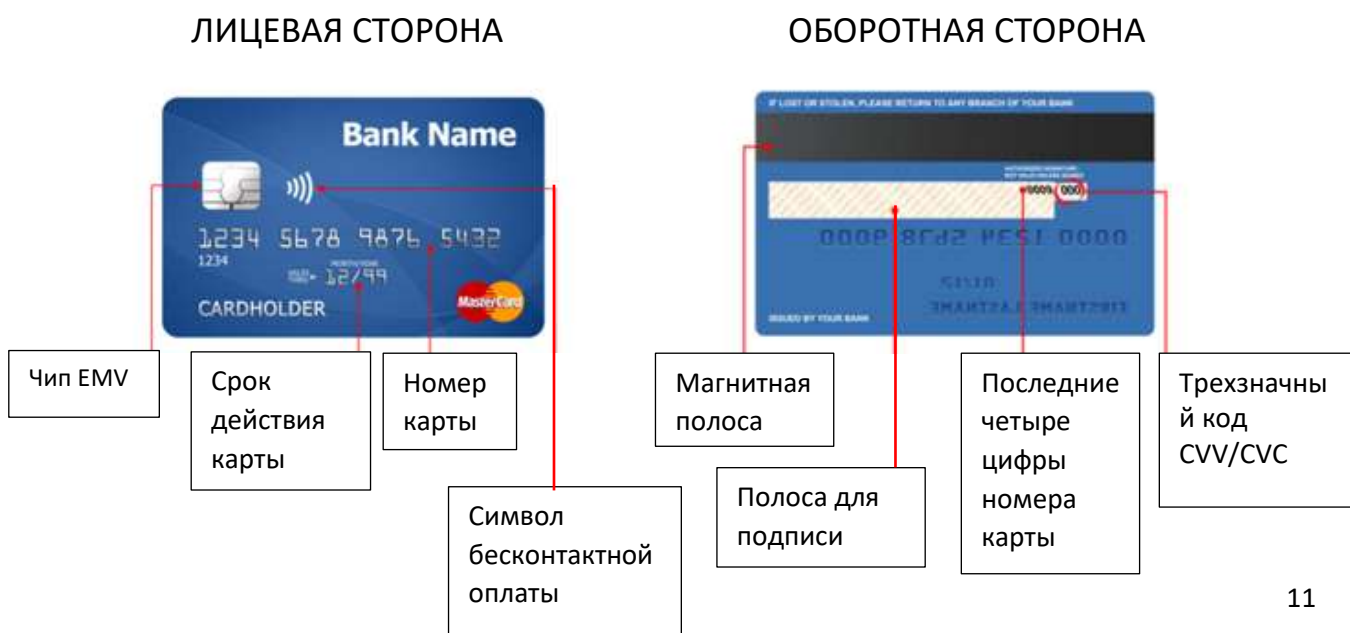 ЛИЦЕВАЯ СТОРОНА
ОБОРОТНАЯ СТОРОНА
Bank Name
1234 5678 9876 5432
1234
12/99
CARDHOLDER
MasterCard
IF LOST OR STOLEN, PLEASE RETURN TO ANY BRANCH OF YOUR BANK
0009 000
ISSUED BY YOUR BANK
Чип EMV
Срок
действия
карты
Номер
карты
Символ
бесконтактной
оплаты
Магнитная
полоса
Полоса для
подписи
Последние
четыре
цифры
номера
карты
Трехзначны
й код
CVV/CVC
11